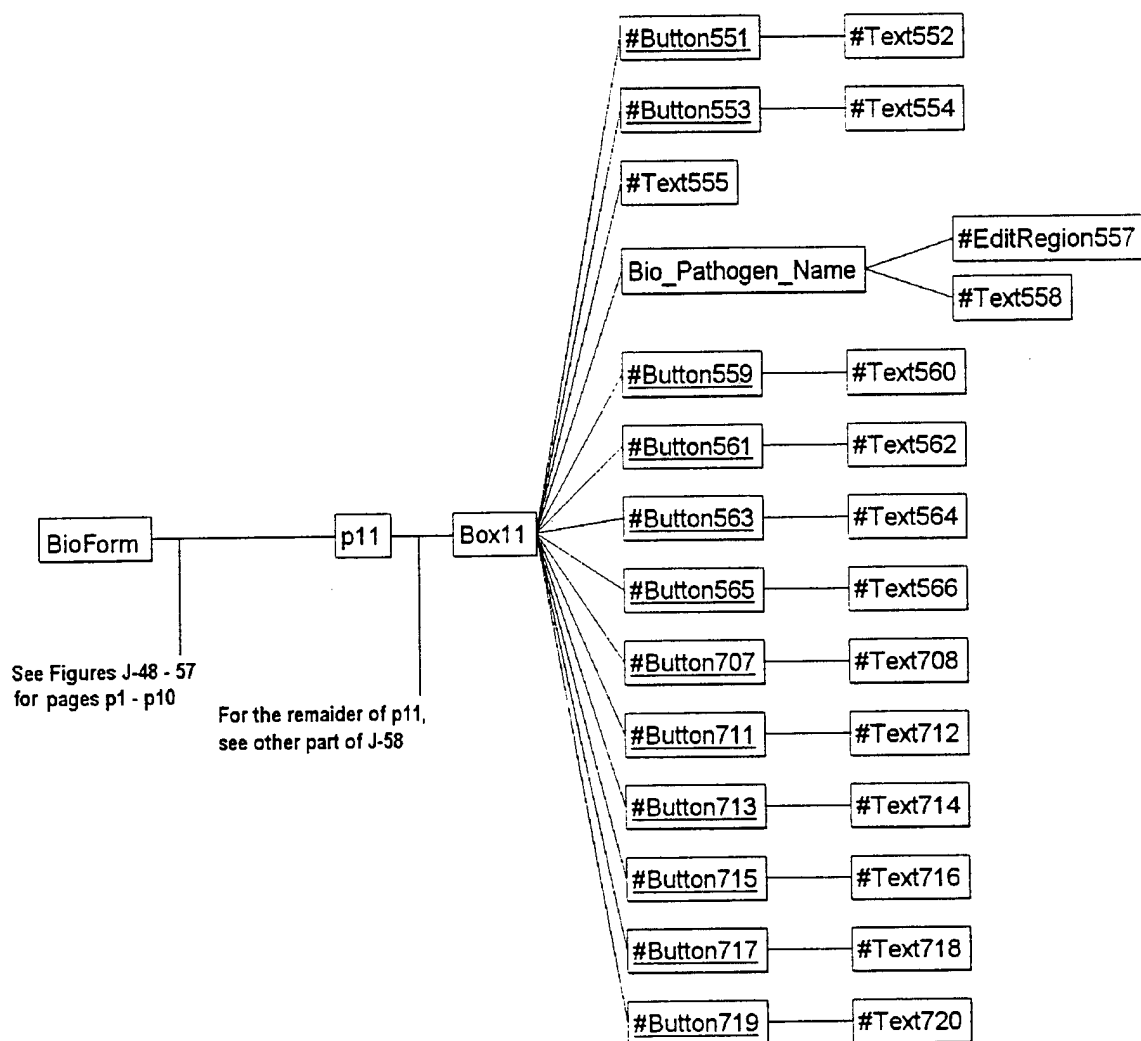 #Button551 #Text552
#Button553 #Text554
#Text555
#EditRegion557
Bio_Pathogen_Name
#Text558
#Button559 #Text560
#Button561 #Text562
#Button563 #Text564
BioForm p11 Box11
#Button565 #Text566
#Button707 #Text708
See Figures J-48 - 57
for pages p1 - p10
For the remaider of p11,
see other part of J-58
#Button711 #Text712
#Button713 #Text714
#Button715 #Text716
#Button717 #Text718
#Button719 #Text720